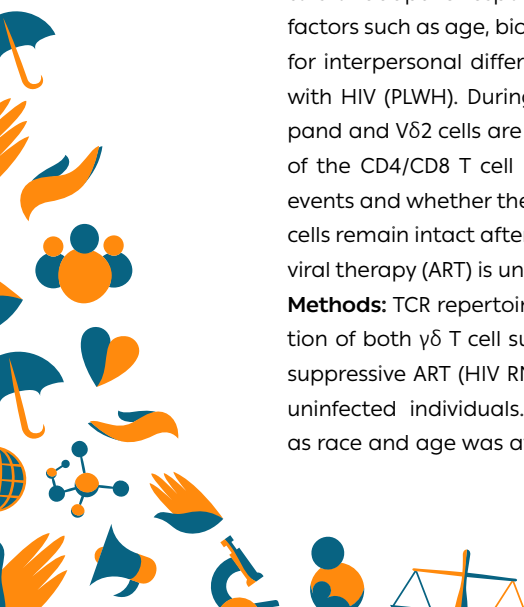 factors such as age, bio
for interpersonal differ
with HIV (PLWH). During
pand and Vδ2 cells are
of the CD4/CD8 T cell
events and whether the
cells remain intact after
viral therapy (ART) is un
Methods: TCR repertoir
tion of both γδ T cell su
suppressive ART (HIV RN
uninfected individuals.
as race and age was a